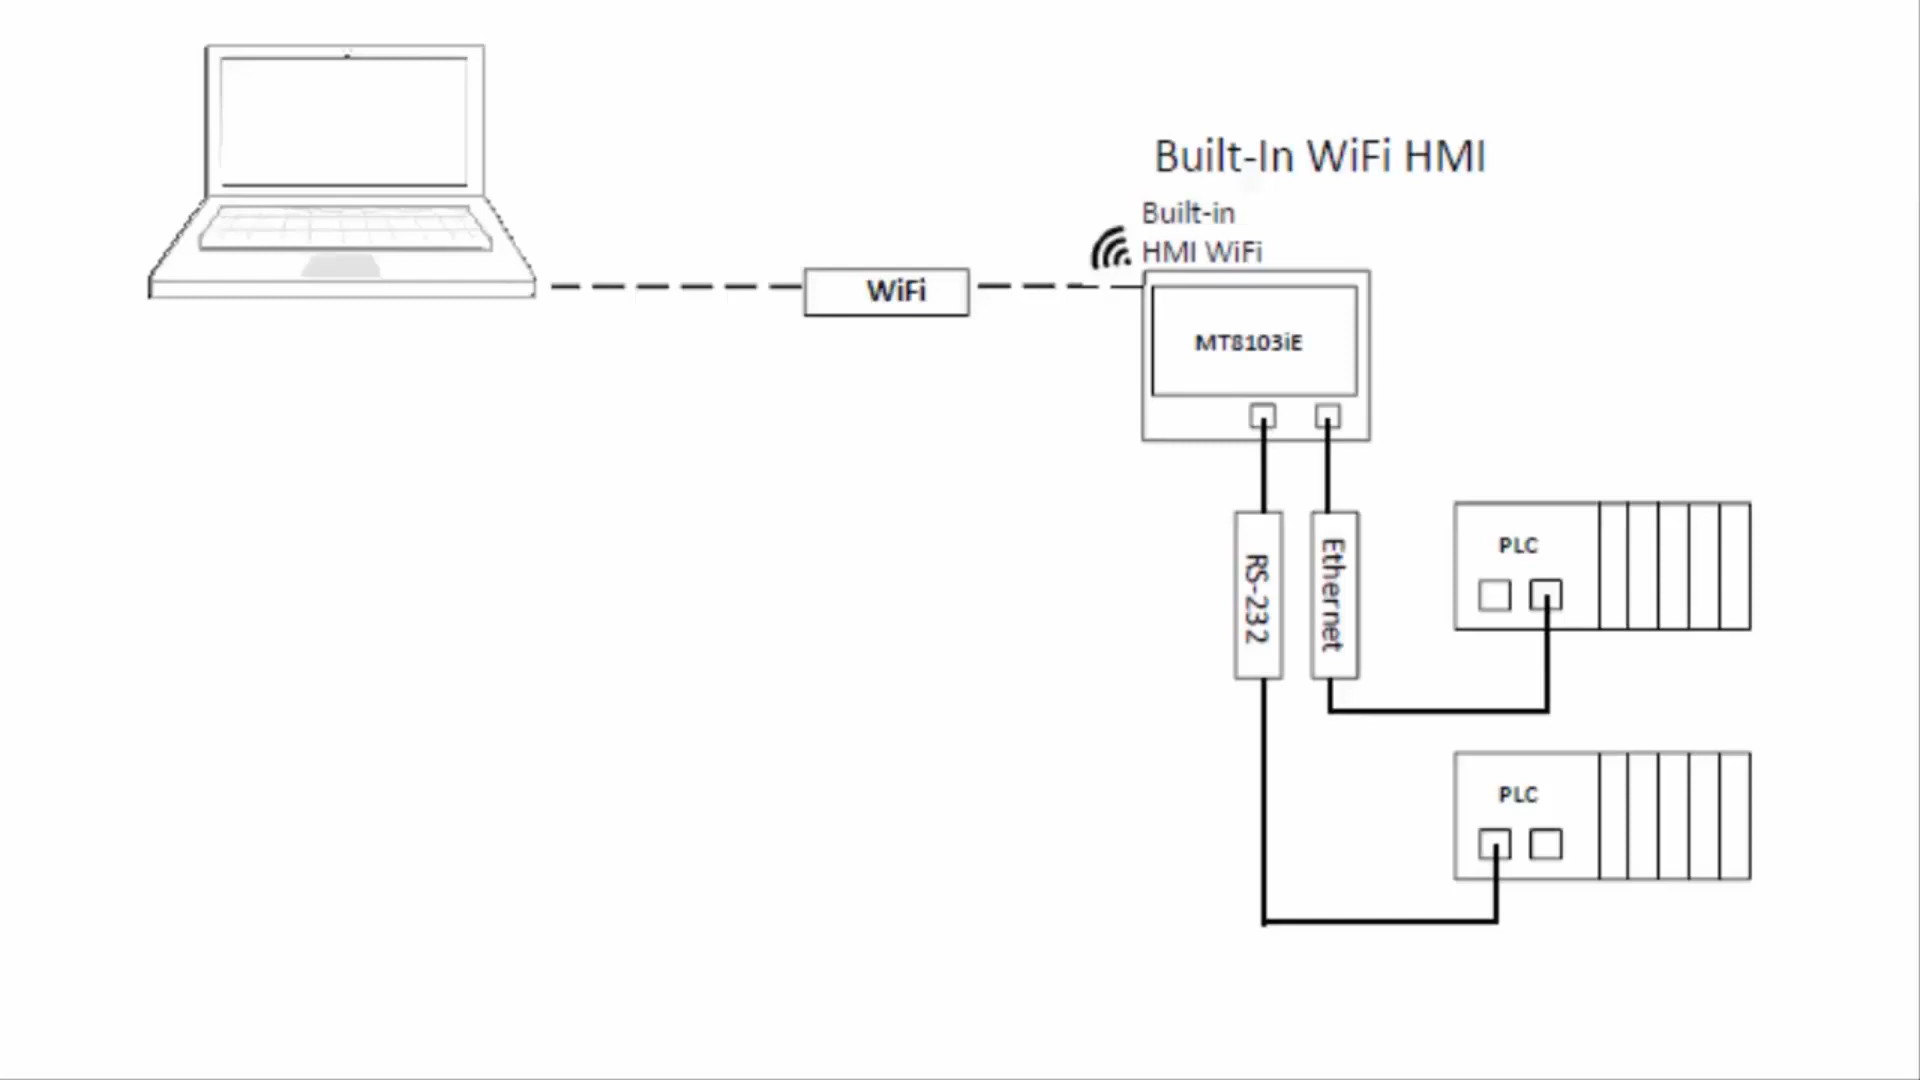 Built-In WiFi HMI
Built-in
HMI WiFi
WiFi
MT8103iE
RS-232
Ethernet
PLC
PLC